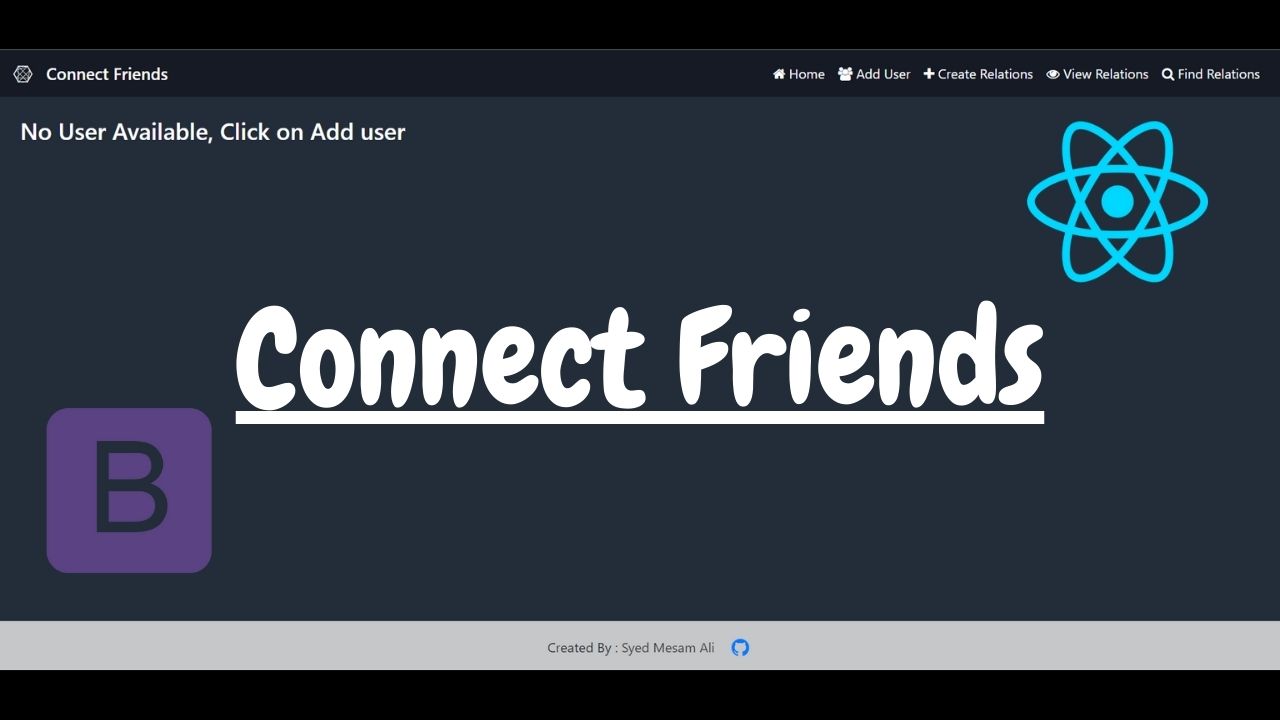 Connect Friends Home Add User Create Relations View Relations Find Relations
No User Available, Click on Add user
Connect Friends
B
Created By : Syed Mesam Ali